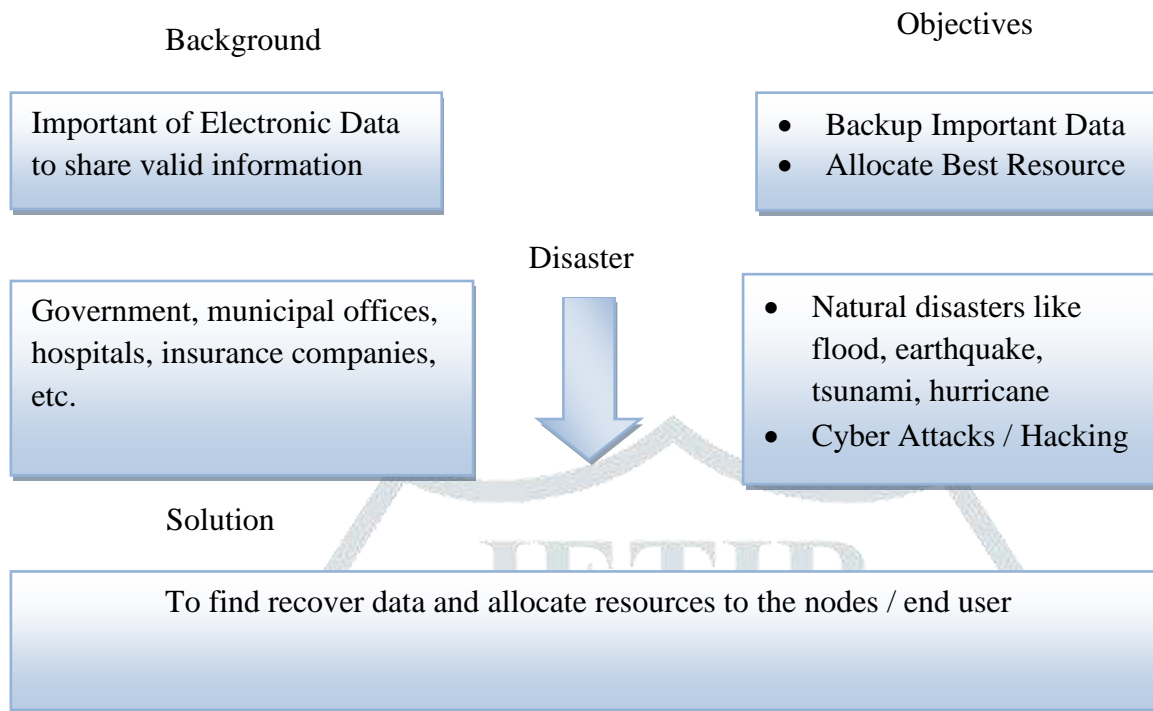 Background
Objectives
Important of Electronic Data
to share valid information
• Backup Important Data
• Allocate Best Resource
Disaster
Government, municipal offices,
hospitals, insurance companies,
etc.
• Natural disasters like
flood, earthquake,
tsunami, hurricane
• Cyber Attacks / Hacking
Solution
JETIR
To find recover data and allocate resources to the nodes / end user